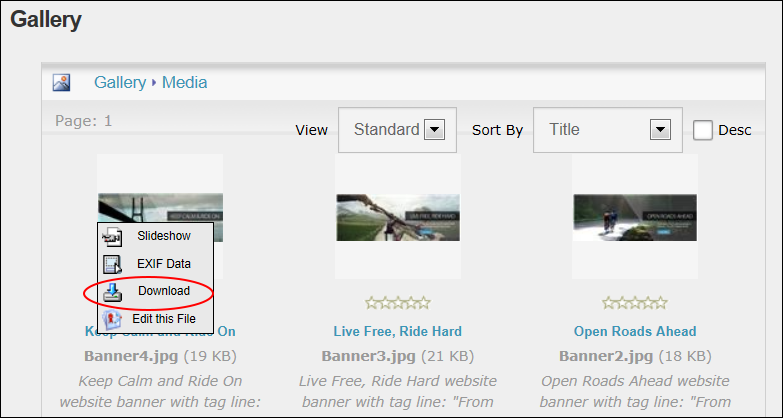 Gallery
Gallery Media
Page: 1
View Standard Sort By Title Desc
KEEP CALM & RIDE ON
LIVE FREE, RIDE HARD
OPEN ROADS AHEAD
Slideshow
EXIF Data
Download
Edit this File
Keep Calm and Ride On
Live Free, Ride Hard
Open Roads Ahead
Banner4.jpg (19 KB)
Banner3.jpg (21 KB)
Banner2.jpg (18 KB)
Keep Calm and Ride On
website banner with tag line:
Live Free, Ride Hard website
banner with tag line: "From
Open Roads Ahead website
banner with tag line: "From